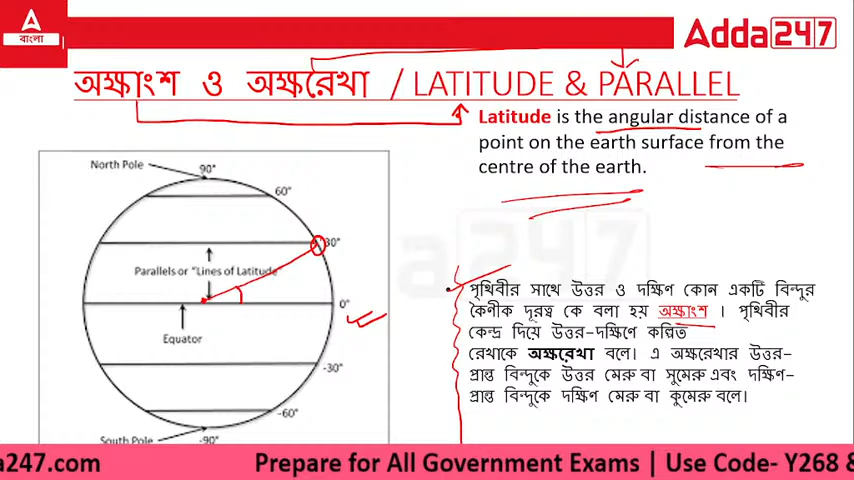 বাংলা
Adda247
অক্ষাংশ ও অক্ষরেখা / LATITUDE & PARALLEL
Latitude is the angular distance of a
point on the earth surface from the
centre of the earth.
North Pole
90°
60°
30°
Parallels or "Lines of Latitude"
0°
Equator
-30°
-60°
South Pole
-90°
পৃথিবীর সাথে উত্তর ও দক্ষিণ কোন একটি বিন্দুর
কৈণীক দূরত্ব কে বলা হয় অক্ষাংশ । পৃথিবীর
কেন্দ্র দিয়ে উত্তর-দক্ষিণে কল্পিত
রেখাকে অক্ষরেখা বলে। এ অক্ষরেখার উত্তর-
প্রান্ত বিন্দুকে উত্তর মেরু বা সুমেরু এবং দক্ষিণ-
প্রান্ত বিন্দুকে দক্ষিণ মেরু বা কুমেরু বলে।
a247
a247.com Prepare for All Government Exams | Use Code- Y268 &